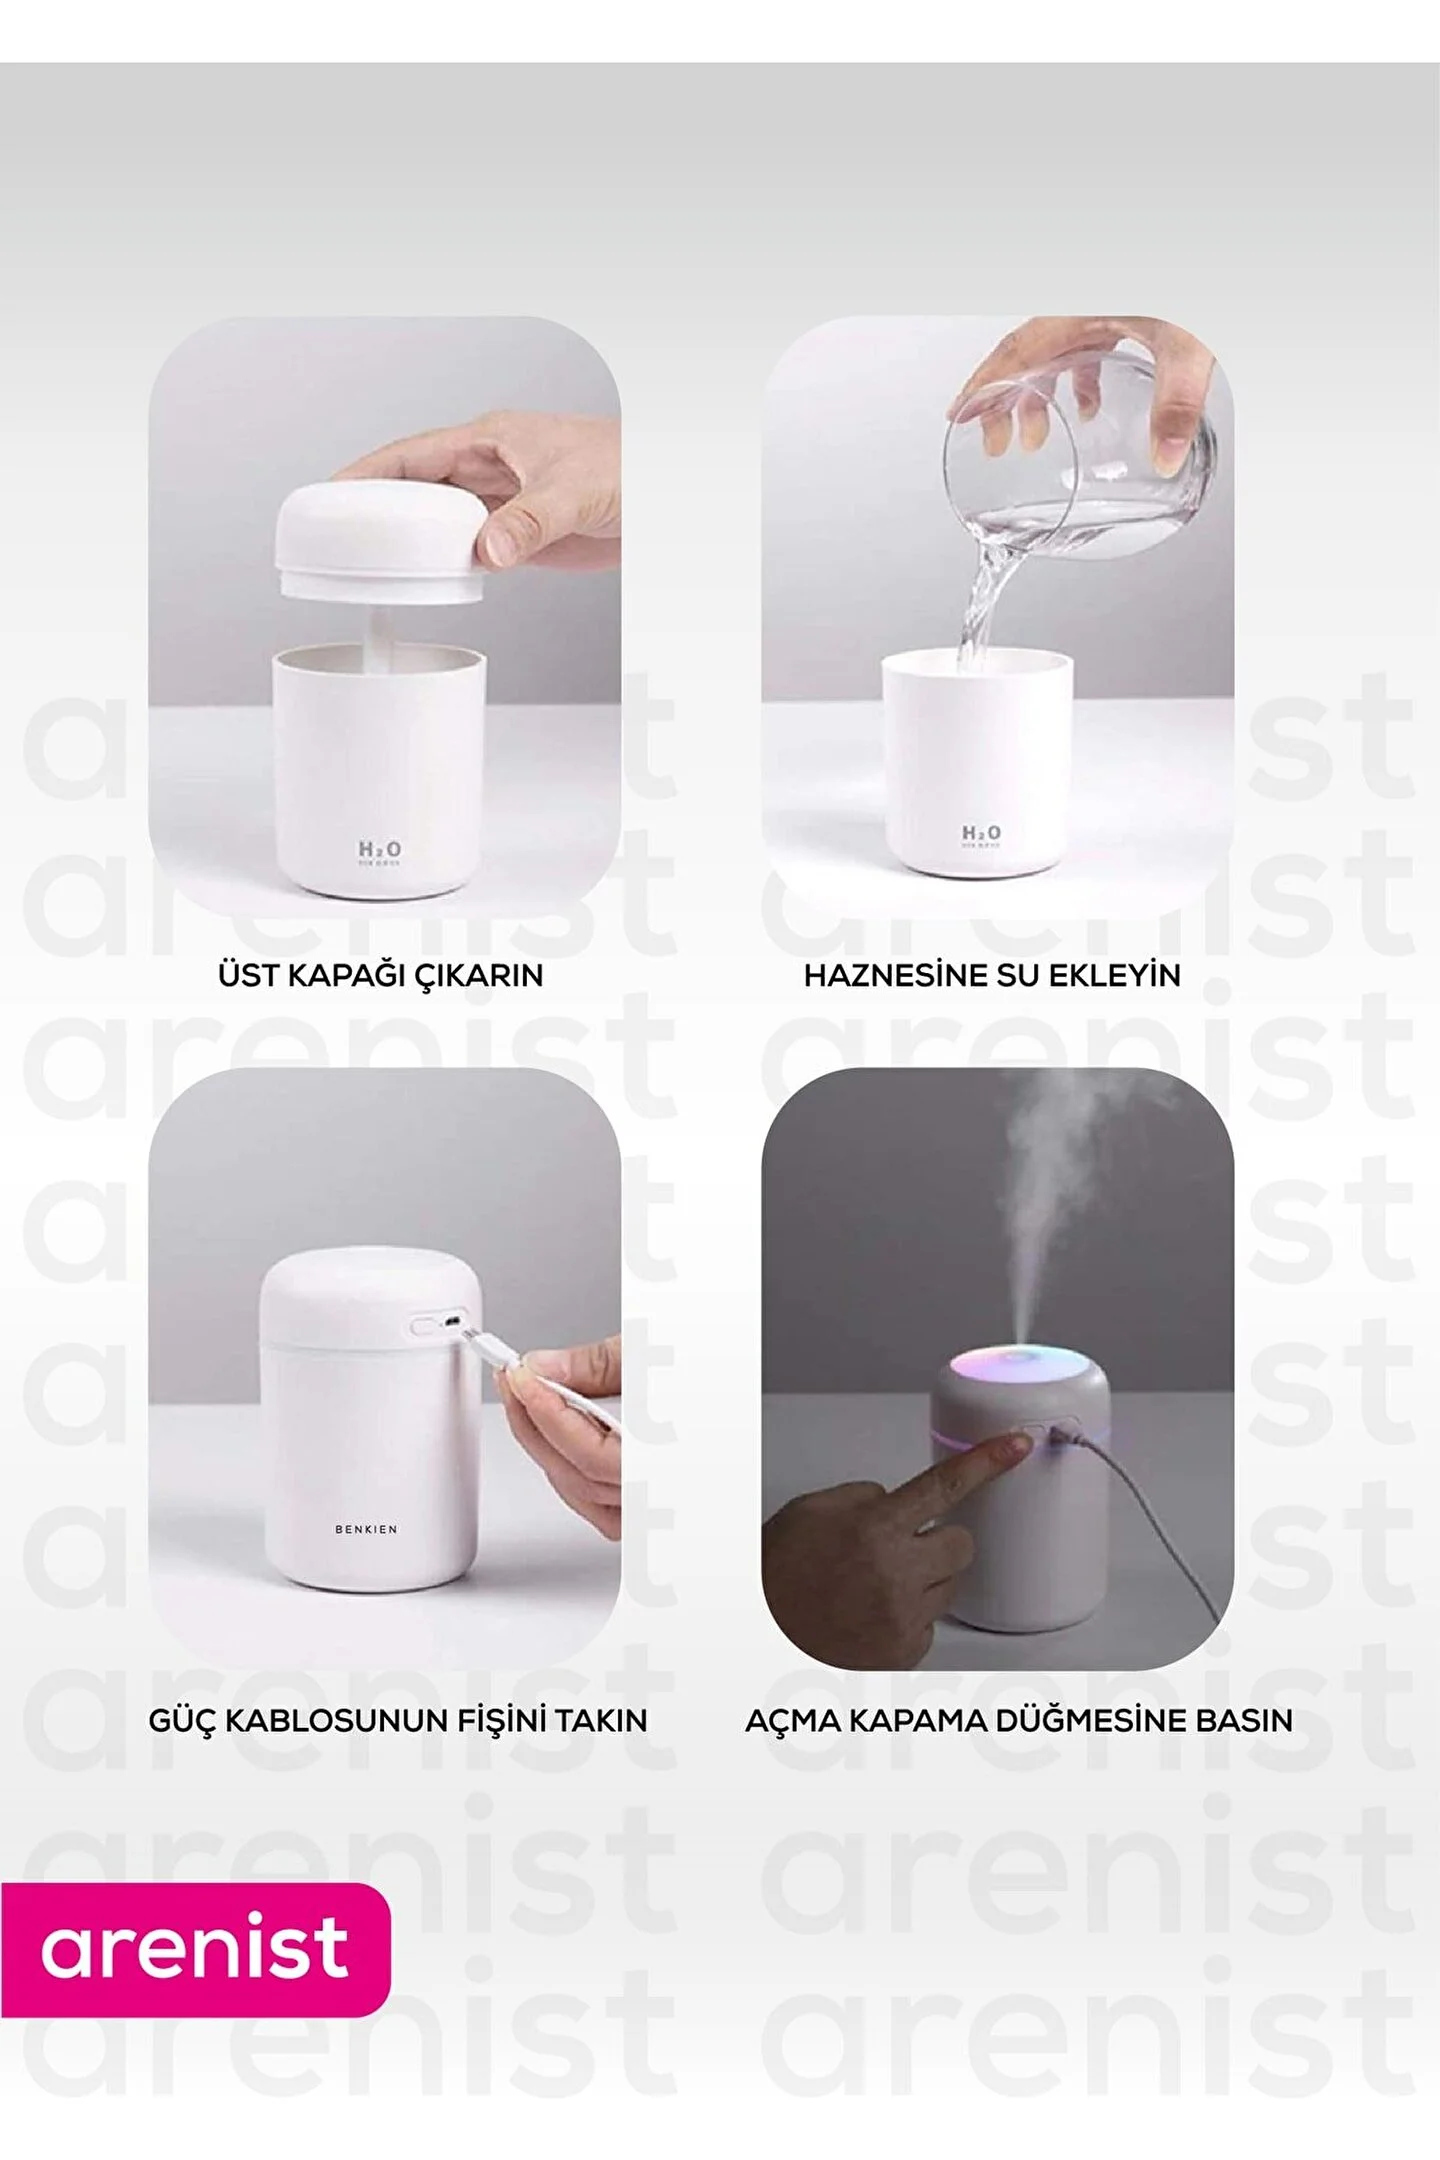 H₂O
H₂O
ÜST KAPAĞI ÇIKARIN
HAZNESİNE SU EKLEYİN
BENKIEN
GÜÇ KABLOSUNUN FİŞİNİ TAKIN
AÇMA KAPAMA DÜĞMESİNE BASIN
arenist